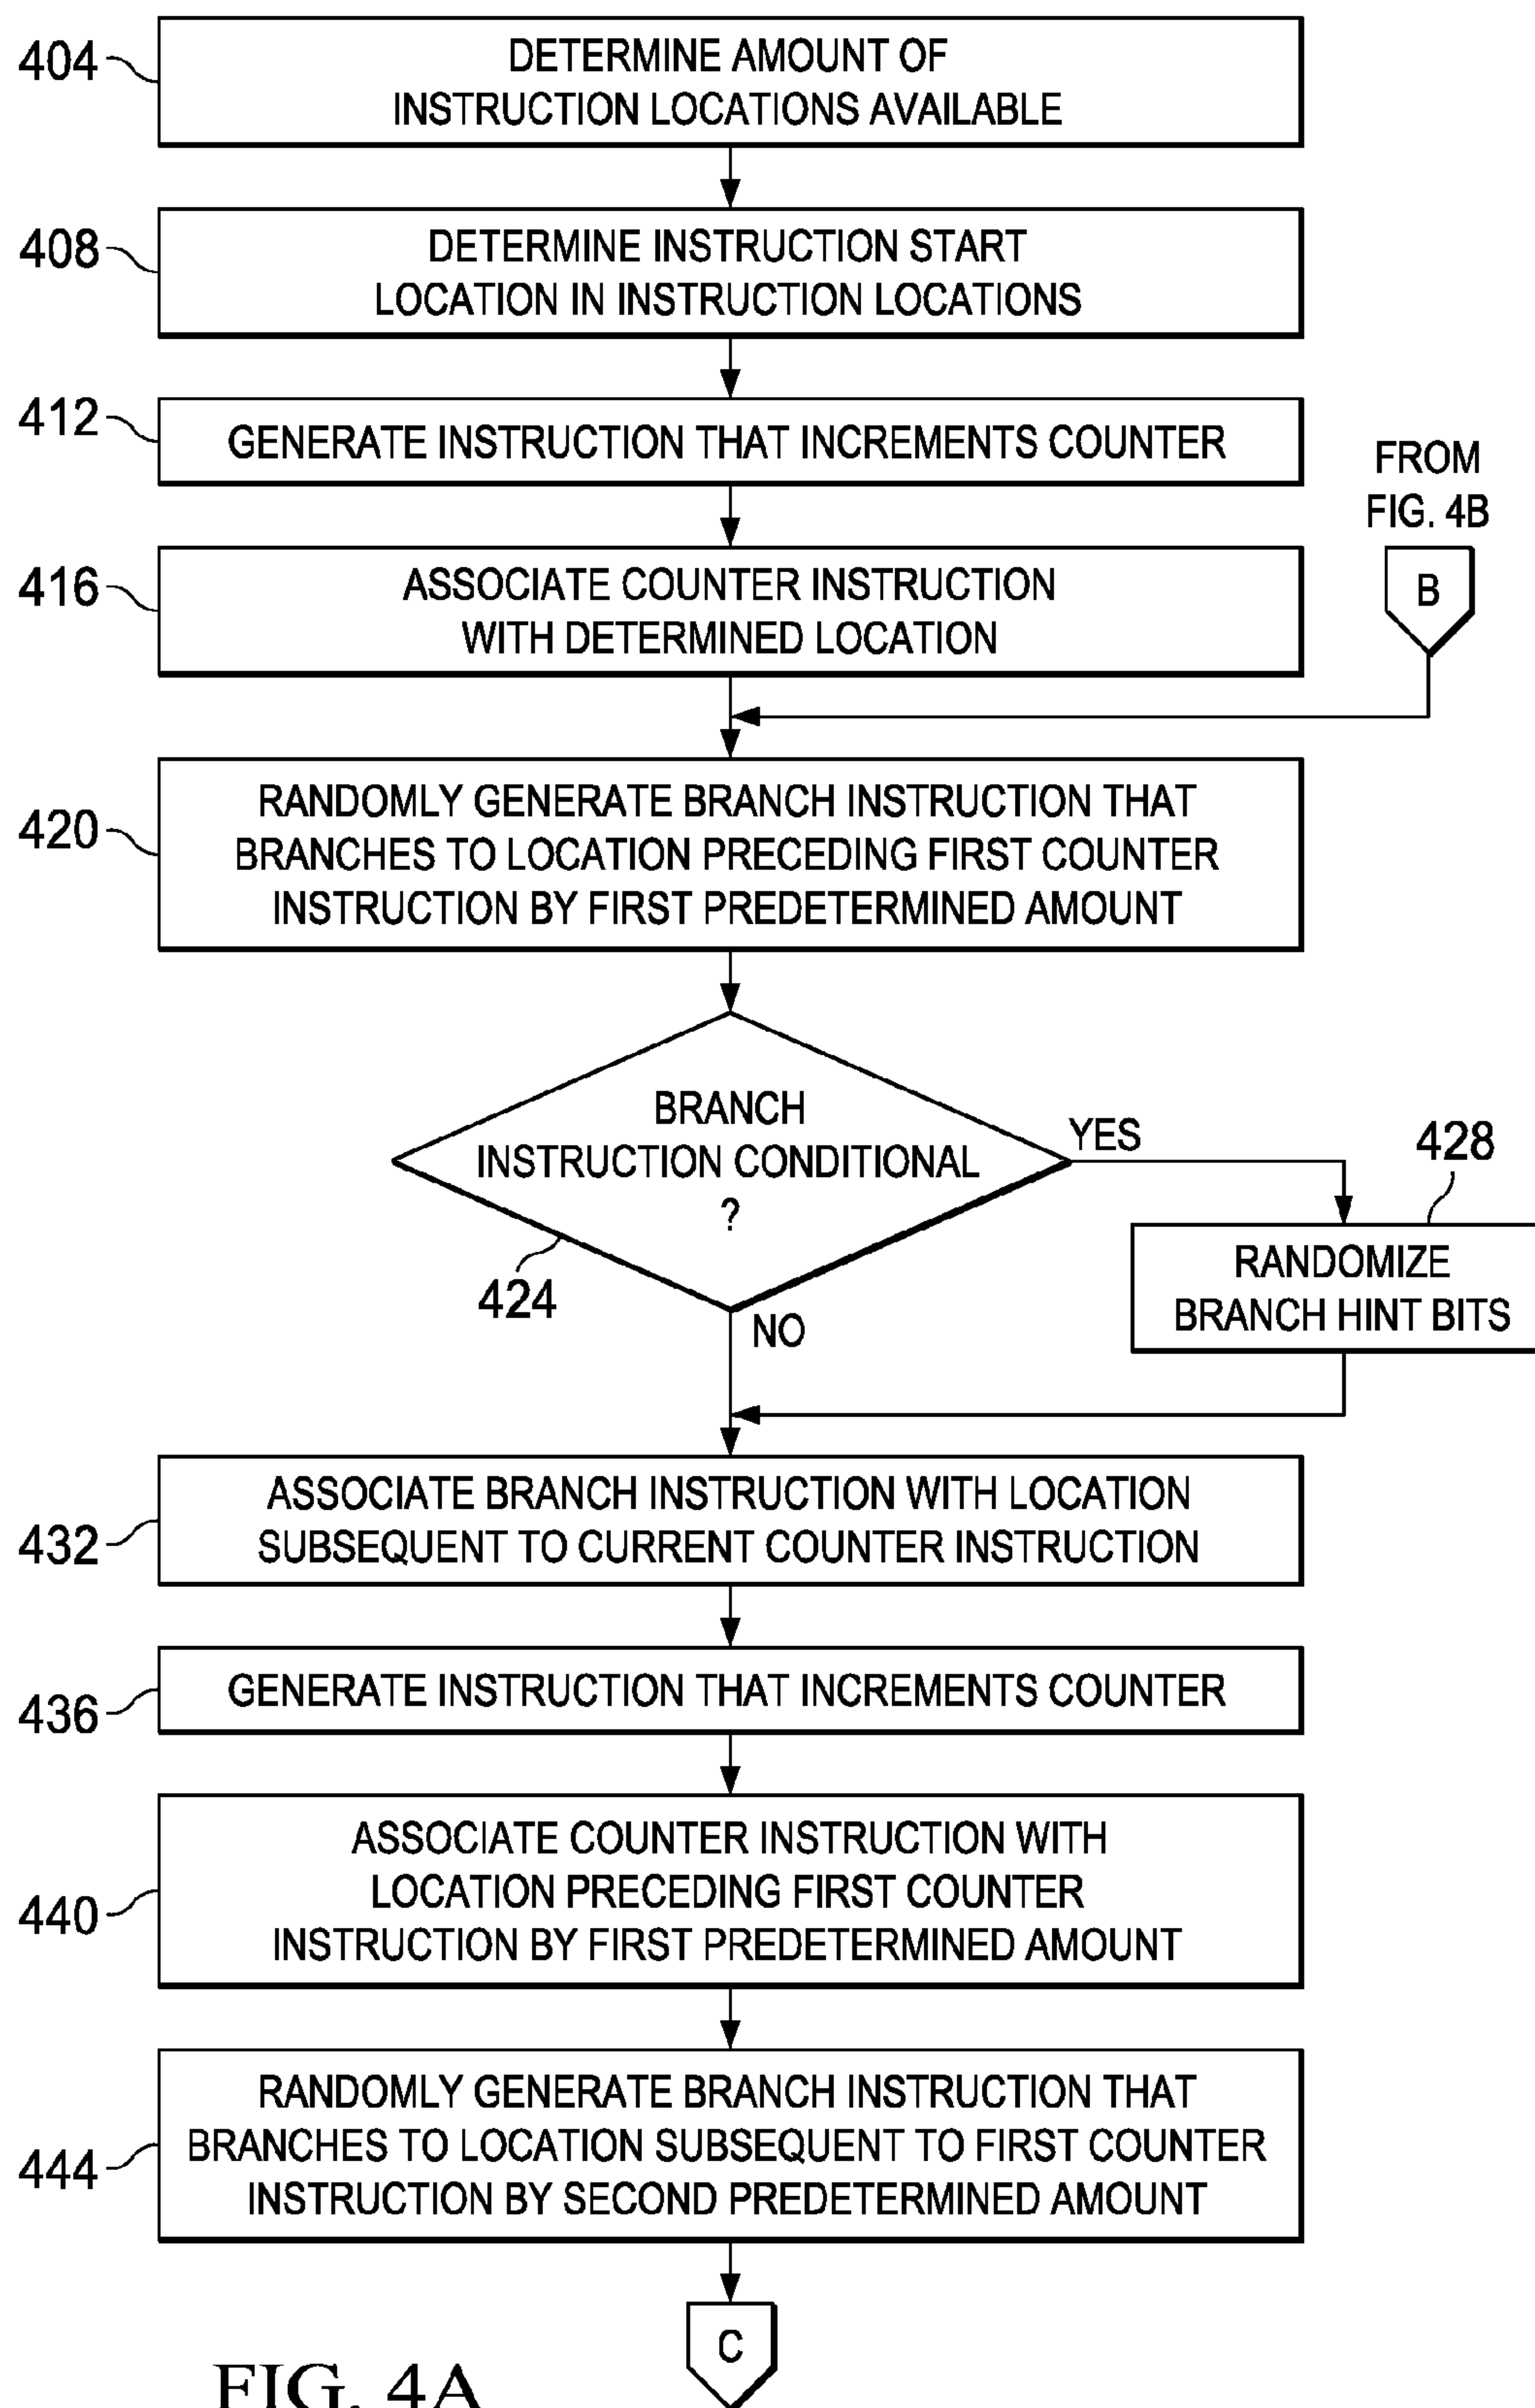 404
DETERMINE AMOUNT OF
INSTRUCTION LOCATIONS AVAILABLE
408
DETERMINE INSTRUCTION START
LOCATION IN INSTRUCTION LOCATIONS
412
GENERATE INSTRUCTION THAT INCREMENTS COUNTER
FROM
FIG. 4B
B
416
ASSOCIATE COUNTER INSTRUCTION
WITH DETERMINED LOCATION
420
RANDOMLY GENERATE BRANCH INSTRUCTION THAT
BRANCHES TO LOCATION PRECEDING FIRST COUNTER
INSTRUCTION BY FIRST PREDETERMINED AMOUNT
BRANCH
INSTRUCTION CONDITIONAL
?
424
YES
NO
428
RANDOMIZE
BRANCH HINT BITS
432
ASSOCIATE BRANCH INSTRUCTION WITH LOCATION
SUBSEQUENT TO CURRENT COUNTER INSTRUCTION
436
GENERATE INSTRUCTION THAT INCREMENTS COUNTER
440
ASSOCIATE COUNTER INSTRUCTION WITH
LOCATION PRECEDING FIRST COUNTER
INSTRUCTION BY FIRST PREDETERMINED AMOUNT
444
RANDOMLY GENERATE BRANCH INSTRUCTION THAT
BRANCHES TO LOCATION SUBSEQUENT TO FIRST COUNTER
INSTRUCTION BY SECOND PREDETERMINED AMOUNT
C
FIG. 4A